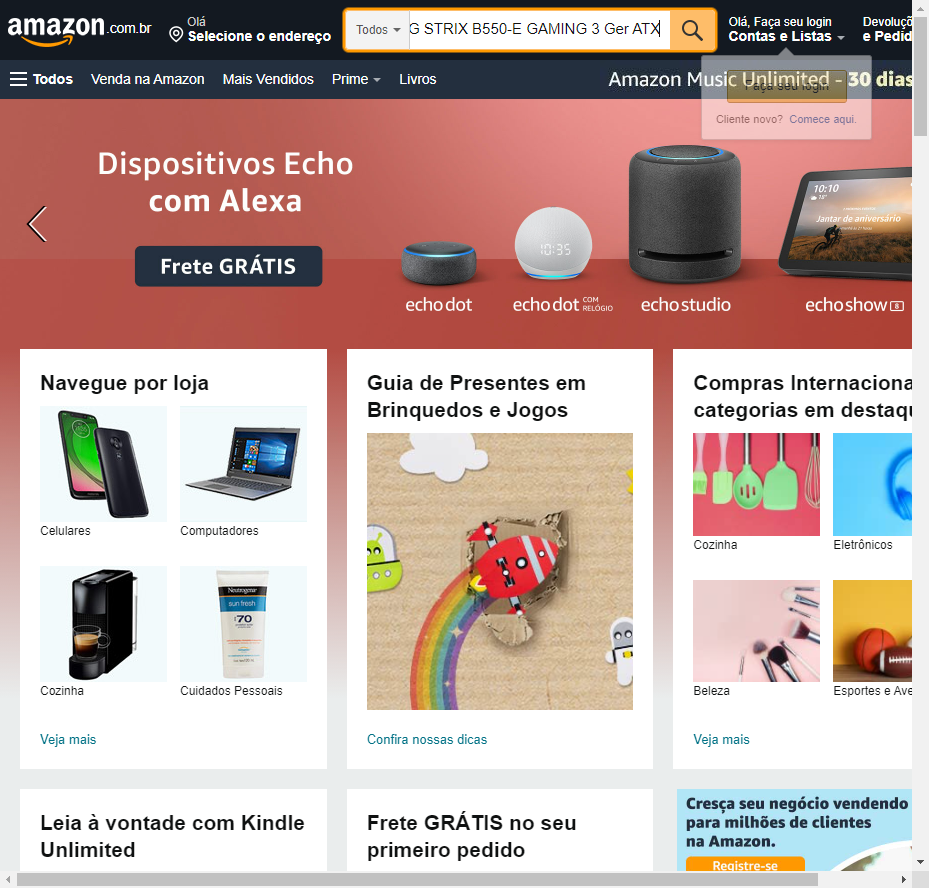 amazon.com.br
Olá
Selecione o endereço
Todos
G STRIX B550-E GAMING 3 Ger ATX
Olá, Faça seu login
Contas e Listas
Devoluçõ
e Pedid
Todos
Venda na Amazon
Mais Vendidos
Prime
Livros
Amazon Music Unlimited - 30 dias
Faça seu login
Cliente novo? Comece aqui.
Dispositivos Echo
com Alexa
Frete GRÁTIS
10:35
10:10
18°
Jantar de aniversário
echo dot
echo dot COM RELÓGIO
echo studio
echo show 8
Navegue por loja
Celulares
Computadores
Neutrogena
sun fresh
70
Cozinha
Cuidados Pessoais
Veja mais
Guia de Presentes em
Brinquedos e Jogos
Confira nossas dicas
Compras Internaciona
categorias em destaqu
Cozinha
Eletrônicos
Beleza
Esportes e Ave
Veja mais
Leia à vontade com Kindle
Unlimited
Frete GRÁTIS no seu
primeiro pedido
Cresça seu negócio vendendo
para milhões de clientes
na Amazon.
Registre-se